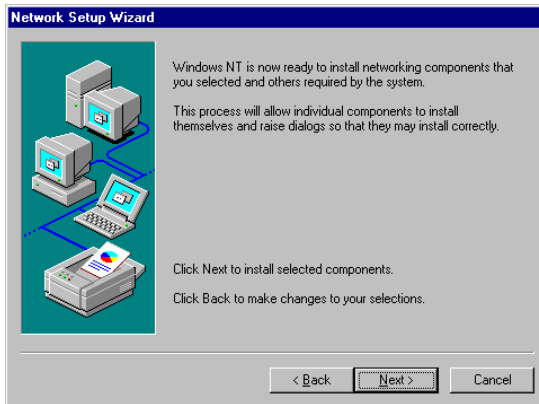 Network Setup Wizard
Windows NT is now ready to install networking components that
you selected and others required by the system.
This process will allow individual components to install
themselves and raise dialogs so that they may install correctly.
Click Next to install selected components.
Click Back to make changes to your selections.
< Back
Next >
Cancel